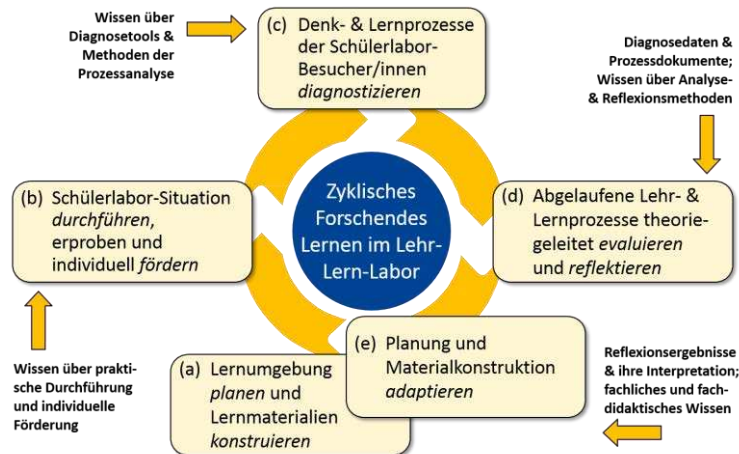 Wissen über
Diagnosetools &
Methoden der
Prozessanalyse
(c) Denk- & Lernprozesse
der Schülerlabor-
Besucher/innen
diagnostizieren
Diagnosedaten &
Prozessdokumente;
Wissen über Analyse-
& Reflexionsmethoden
(b) Schülerlabor-Situation
durchführen,
erproben und
individuell fördern
Zyklisches
Forschendes
Lernen im Lehr-
Lern-Labor
(d) Abgelaufene Lehr- &
Lernprozesse theorie-
geleitet evaluieren
und reflektieren
Wissen über prakti-
sche Durchführung
und individuelle
Förderung
(a) Lernumgebung
planen und
Lernmaterialien
konstruieren
(e) Planung und
Materialkonstruktion
adaptieren
Reflexionsergebnisse
& ihre Interpretation;
fachliches und fach-
didaktisches Wissen